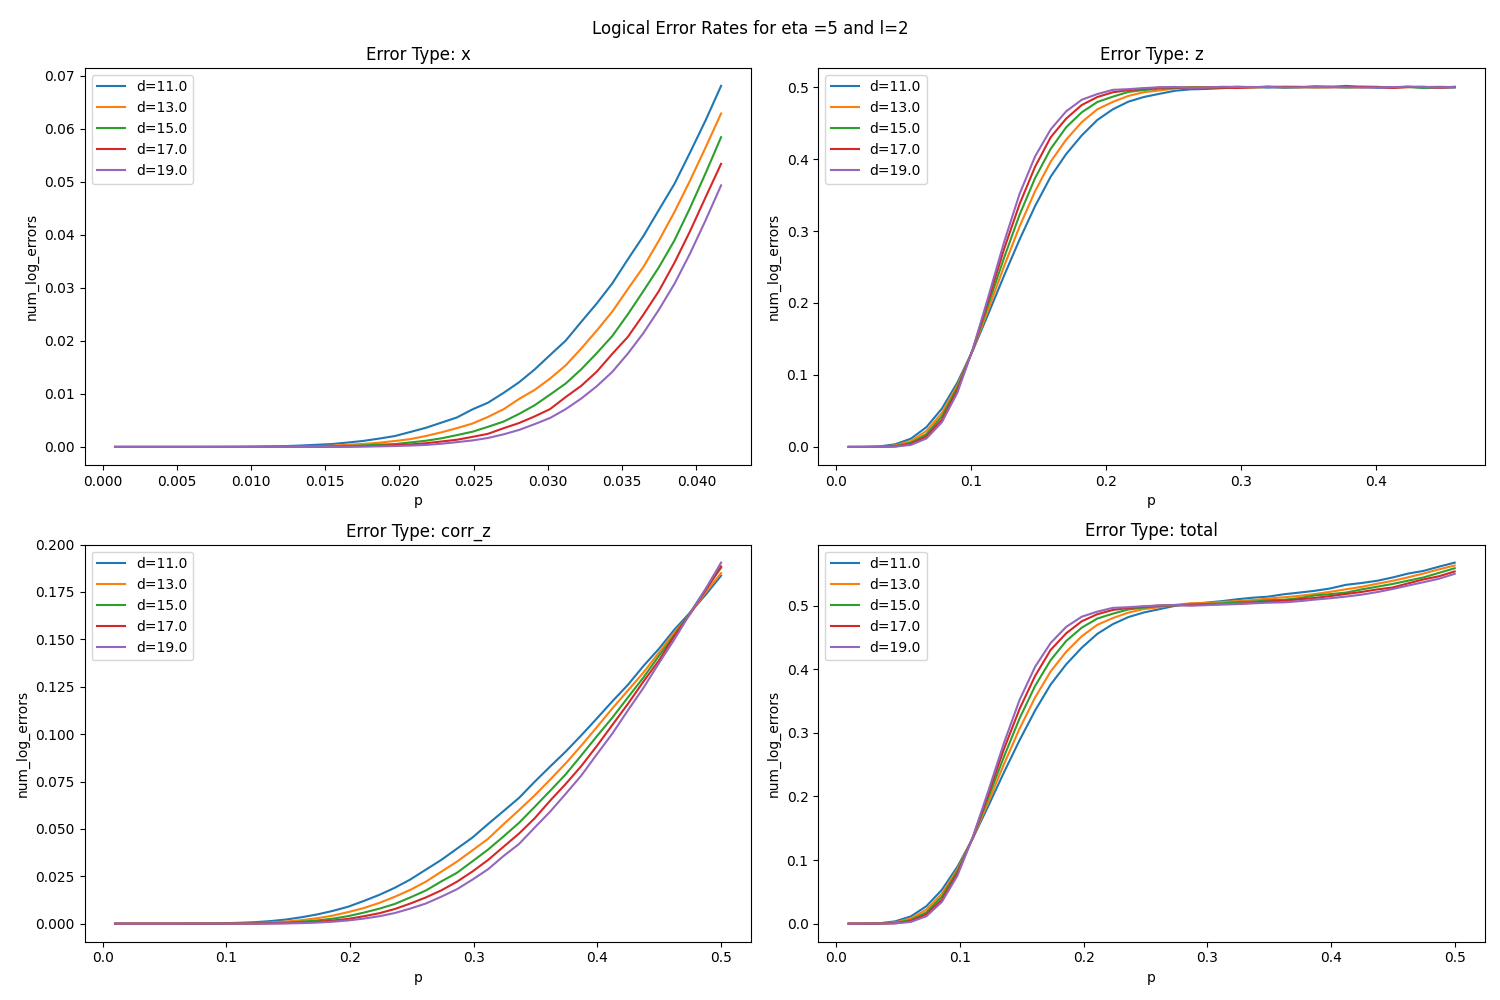 Logical Error Rates for eta =5 and l=2
Error Type: x
0.07
0.06
0.05
0.04
0.03
0.02
0.01
0.00
num_log_errors
d=11.0
d=13.0
d=15.0
d=17.0
d=19.0
0.000 0.005 0.010 0.015 0.020 0.025 0.030 0.035 0.040
p
Error Type: z
0.5
0.4
0.3
0.2
0.1
0.0
num_log_errors
d=11.0
d=13.0
d=15.0
d=17.0
d=19.0
0.0 0.1 0.2 0.3 0.4
p
Error Type: corr_z
0.200
0.175
0.150
0.125
0.100
0.075
0.050
0.025
0.000
num_log_errors
d=11.0
d=13.0
d=15.0
d=17.0
d=19.0
0.0 0.1 0.2 0.3 0.4 0.5
p
Error Type: total
0.5
0.4
0.3
0.2
0.1
0.0
num_log_errors
d=11.0
d=13.0
d=15.0
d=17.0
d=19.0
0.0 0.1 0.2 0.3 0.4 0.5
p